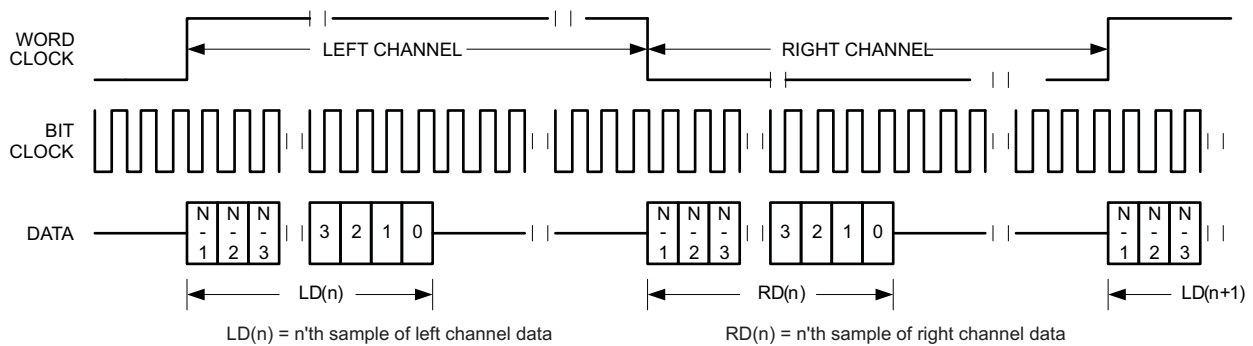 WORD
CLOCK
LEFT CHANNEL
RIGHT CHANNEL
BIT
CLOCK
DATA
N
-
1
N
-
2
N
-
3
3
2
1
0
N
-
1
N
-
2
N
-
3
3
2
1
0
N
-
1
N
-
2
N
-
3
LD(n)
RD(n)
LD(n+1)
LD(n) = n'th sample of left channel data
RD(n) = n'th sample of right channel data